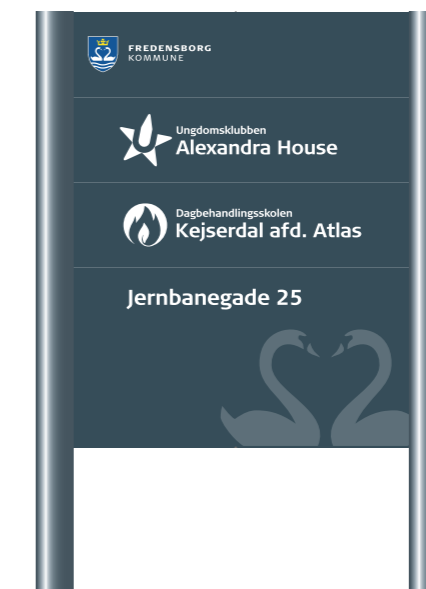 FREDENSBORG
KOMMUNE
Ungdomsklubben
Alexandra House
Dagbehandlingsskolen
Kejserdal afd. Atlas
Jernbanegade 25